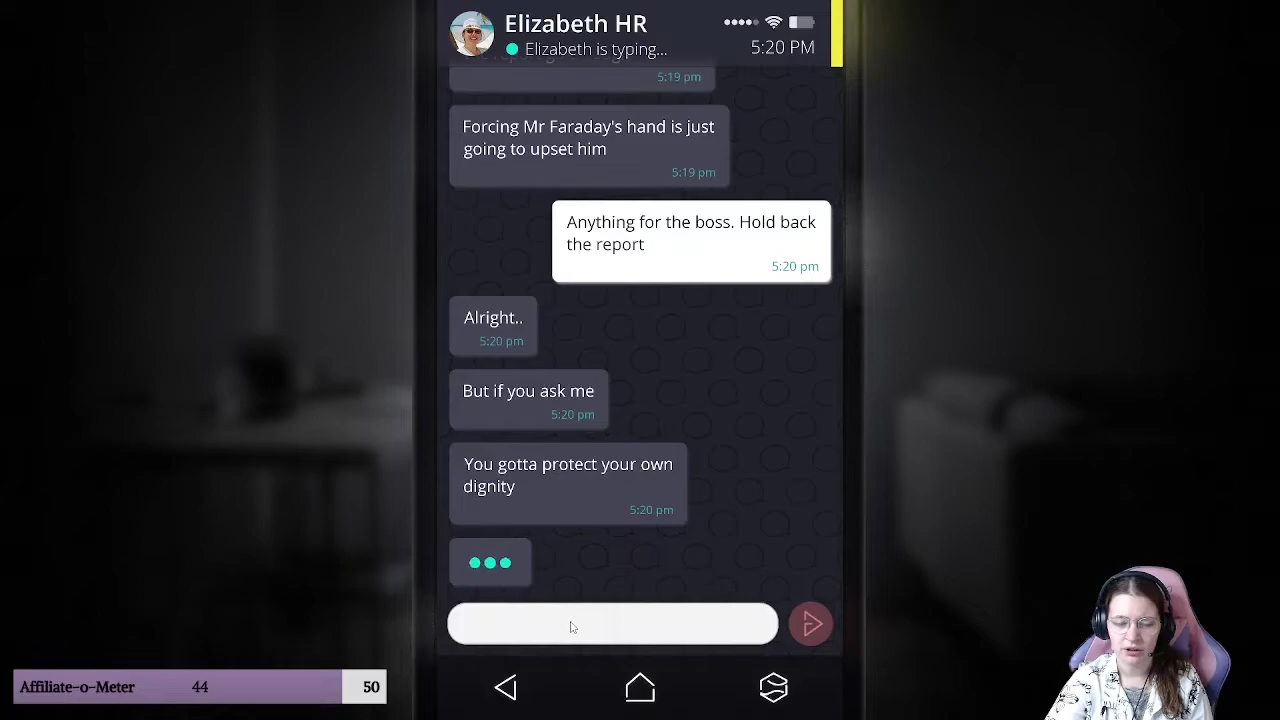 Elizabeth HR
Elizabeth is typing...
5:20 PM
5:19 pm
Forcing Mr Faraday's hand is just
going to upset him
5:19 pm
Anything for the boss. Hold back
the report
5:20 pm
Alright..
5:20 pm
But if you ask me
5:20 pm
You gotta protect your own
dignity
5:20 pm
Affiliate-o-Meter 44 50